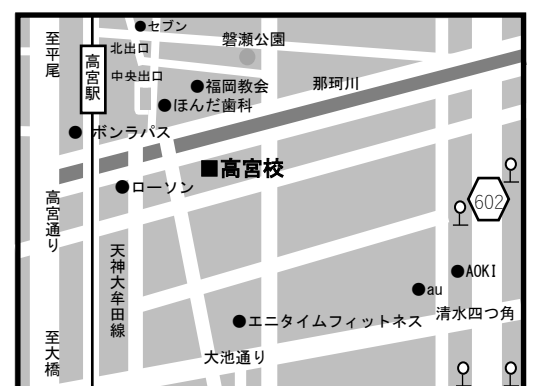 セブン
至平尾
北出口
磐瀬公園
高宮駅
中央出口
福岡教会
那珂川
ほんだ歯科
ボンラパス
高宮校
ローソン
602
高宮通り
天神大牟田線
AOKI
au
清水四つ角
エニタイムフィットネス
至大橋
大池通り